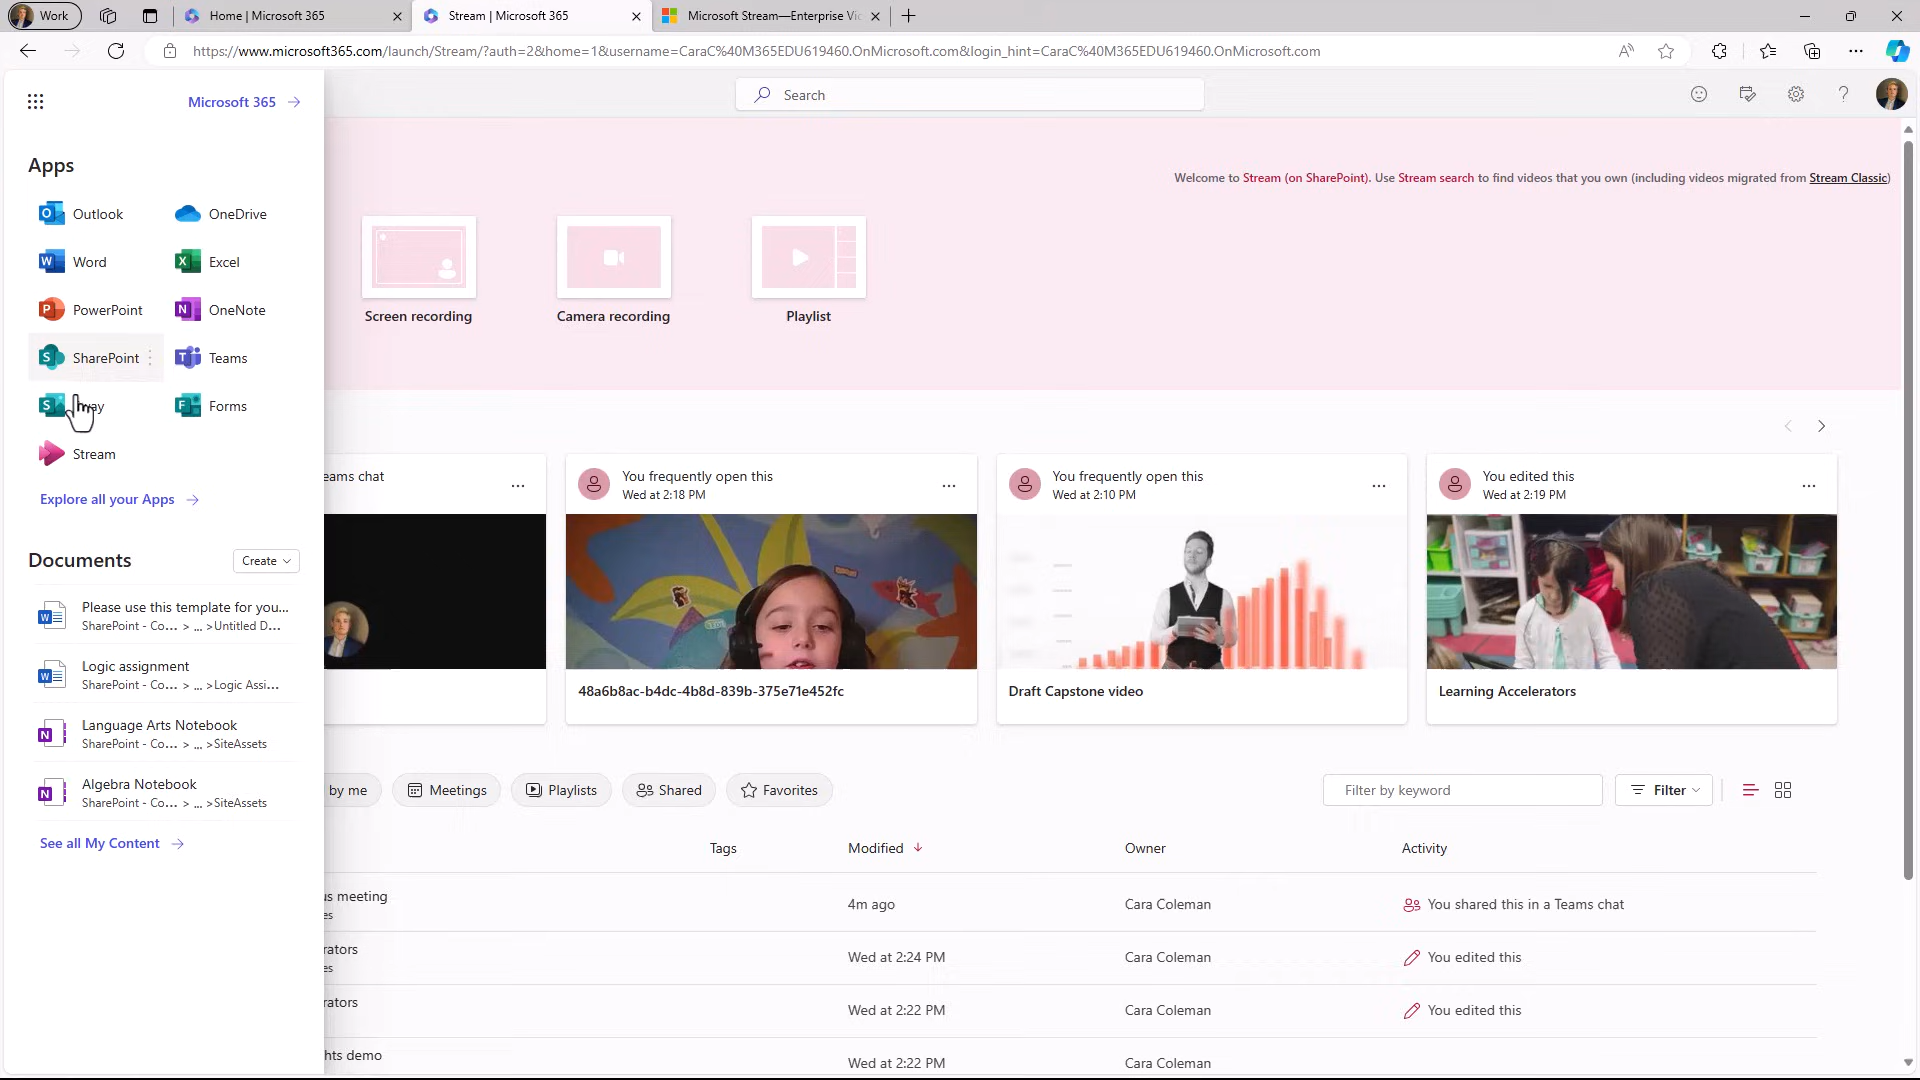 Work
Home | Microsoft 365
Stream | Microsoft 365
Microsoft Stream—Enterprise Vic
https://www.microsoft365.com/launch/Stream/?auth=2&home=1&username=CaraC%40M365EDU619460.OnMicrosoft.com&login_hint=CaraC%40M365EDU619460.OnMicrosoft.com
Microsoft 365
Search
Apps
Outlook
OneDrive
Word
Excel
PowerPoint
OneNote
SharePoint
Teams
Forms
Stream
Explore all your Apps
Documents
Create
Please use this template for you...
SharePoint - Co... > ... >Untitled D...
Logic assignment
SharePoint - Co... > ... >Logic Assi...
Language Arts Notebook
SharePoint - Co... > ... >SiteAssets
Algebra Notebook
SharePoint - Co... > ... >SiteAssets
See all My Content
Welcome to Stream (on SharePoint). Use Stream search to find videos that you own (including videos migrated from Stream Classic)
Screen recording
Camera recording
Playlist
eams chat
You frequently open this
Wed at 2:18 PM
48a6b8ac-b4dc-4b8d-839b-375e71e452fc
You frequently open this
Wed at 2:10 PM
Draft Capstone video
You edited this
Wed at 2:19 PM
Learning Accelerators
by me
Meetings
Playlists
Shared
Favorites
Filter by keyword
Filter
Tags
Modified
Owner
Activity
us meeting
es
4m ago
Cara Coleman
You shared this in a Teams chat
rators
es
Wed at 2:24 PM
Cara Coleman
You edited this
rators
Wed at 2:22 PM
Cara Coleman
You edited this
hts demo
Wed at 2:22 PM
Cara Coleman